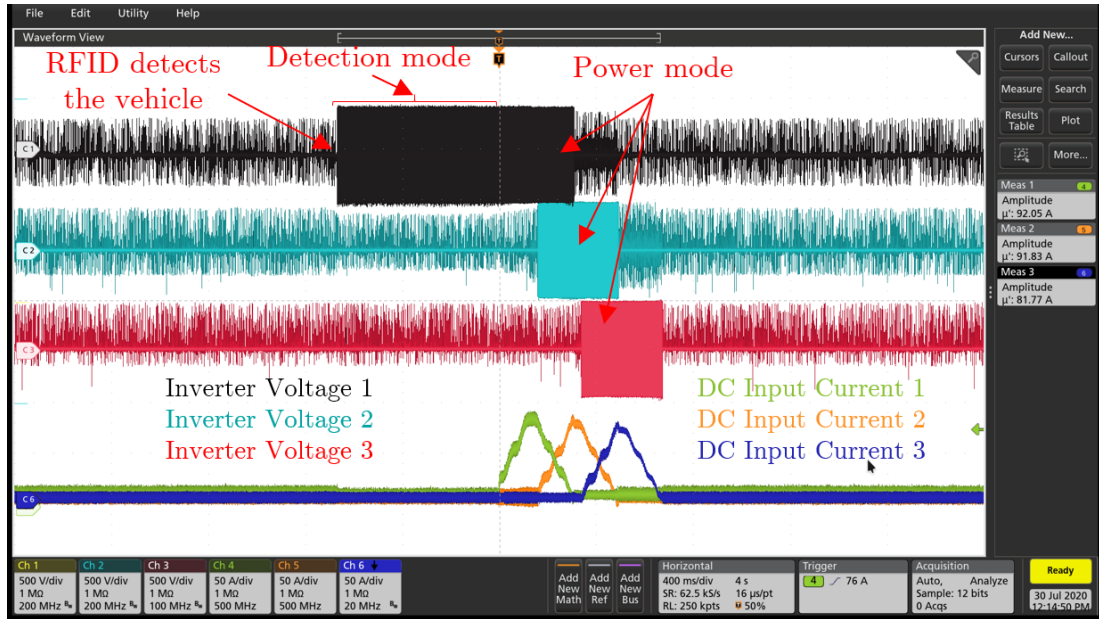 File Edit Utility Help
Waveform View
Add New...
T
T
RFID detects
the vehicle
Detection mode
Power mode
Cursors Callout
Measure Search
Results
Table
Plot
More...
C1
C2
C3
C6
Meas 1 4
Amplitude
µ': 92.05 A
Meas 2 5
Amplitude
µ': 91.83 A
Meas 3 6
Amplitude
µ': 81.77 A
Inverter Voltage 1
Inverter Voltage 2
Inverter Voltage 3
DC Input Current 1
DC Input Current 2
DC Input Current 3
Ch 1
500 V/div
1 MΩ
200 MHz Bw
Ch 2
500 V/div
1 MΩ
200 MHz Bw
Ch 3
500 V/div
1 MΩ
100 MHz Bw
Ch 4
50 A/div
1 MΩ
500 MHz
Ch 5
50 A/div
1 MΩ
500 MHz
Ch 6
50 A/div
1 MΩ
20 MHz Bw
Add
New
Math
Add
New
Ref
Add
New
Bus
Horizontal
400 ms/div 4 s
SR: 62.5 kS/s 16 µs/pt
RL: 250 kpts 50%
Trigger
4 76 A
Acquisition
Auto, Analyze
Sample: 12 bits
0 Acqs
Ready
30 Jul 2020
12:14:50 PM